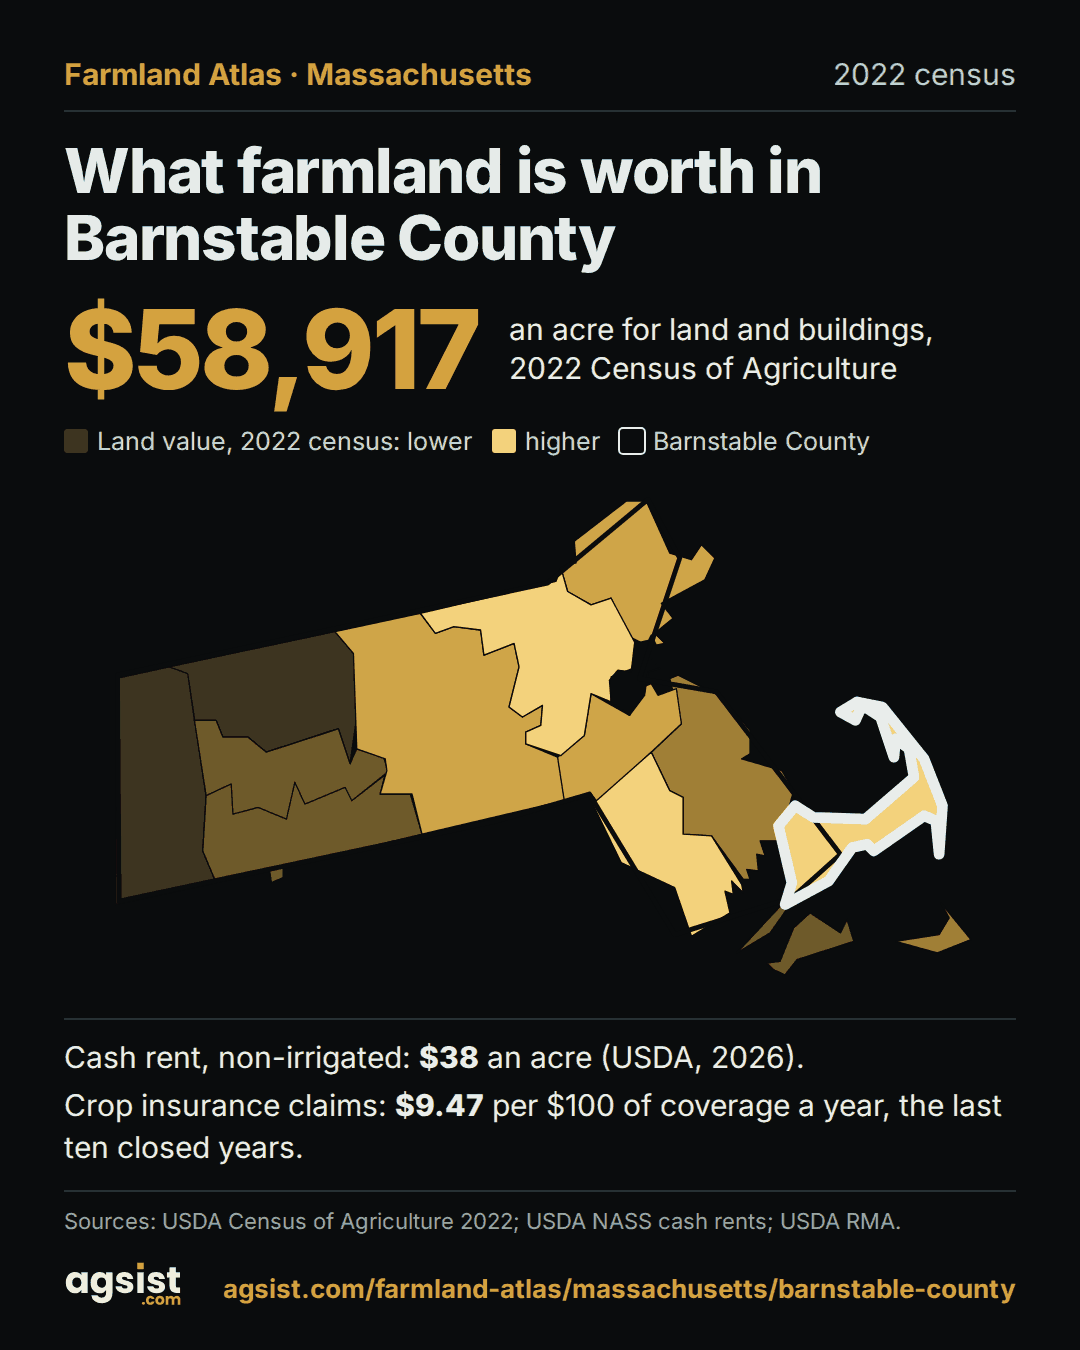 Farmland Atlas · Massachusetts
2022 census
What farmland is worth in
Barnstable County
$58,917
an acre for land and buildings,
2022 Census of Agriculture
Land value, 2022 census: lower
higher
Barnstable County
Cash rent, non-irrigated: $38 an acre (USDA, 2026).
Crop insurance claims: $9.47 per $100 of coverage a year, the last
ten closed years.
Sources: USDA Census of Agriculture 2022; USDA NASS cash rents; USDA RMA.
agsist
.com
agsist.com/farmland-atlas/massachusetts/barnstable-county